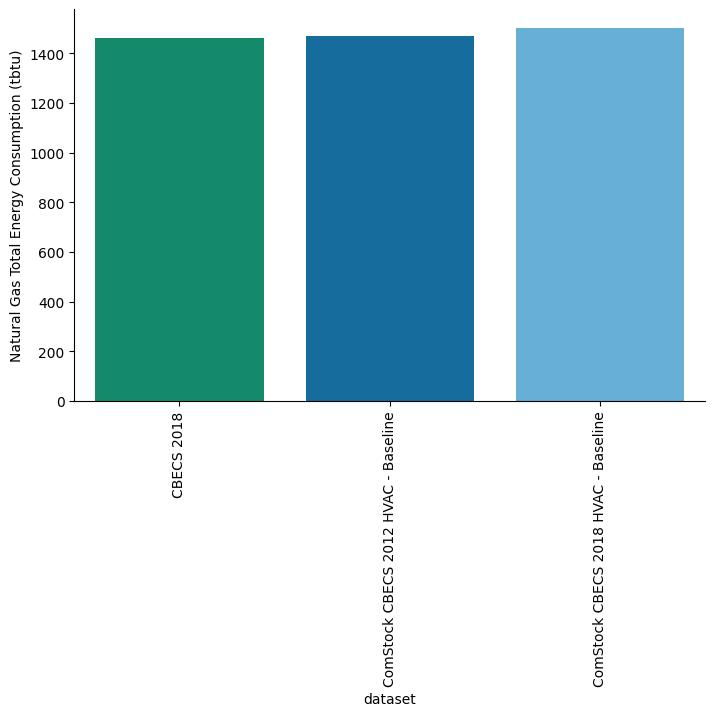 Natural Gas Total Energy Consumption (tbtu)
1400
1200
1000
800
600
400
200
0
CBECS 2018
ComStock CBECS 2012 HVAC - Baseline
ComStock CBECS 2018 HVAC - Baseline
dataset